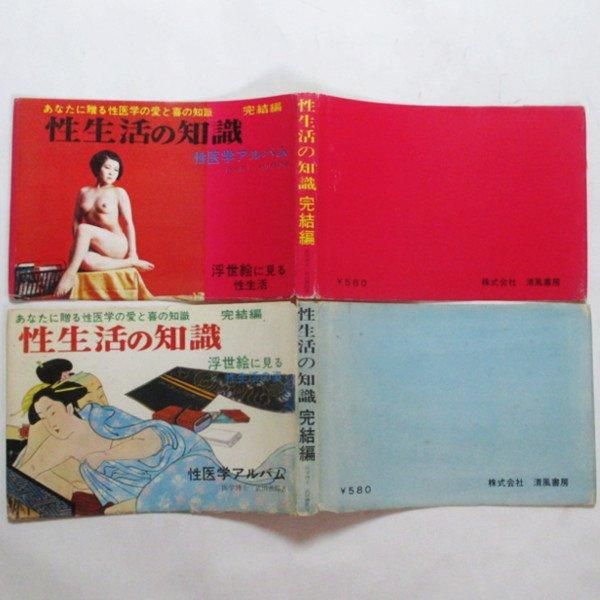 あなたに贈る性医学の愛と喜の知識 完結編
性生活の知識
性医学アルバム
浮世絵に見る
性生活
性生活の知識 完結編
¥580
株式会社 清風書房
あなたに贈る性医学の愛と喜の知識 完結編
性生活の知識
浮世絵に見る
性医学アルバム
性生活の知識 完結編
¥580
株式会社 清風書房